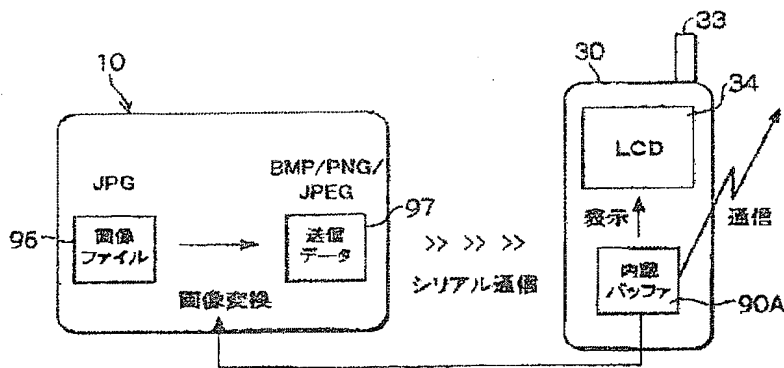 10
JPG
BMP/PNG/
JPEG
96
画像
ファイル
送信
データ
97
画像変換
シリアル通信
30
33
34
LCD
表示
通信
内蔵
バッファ
90A